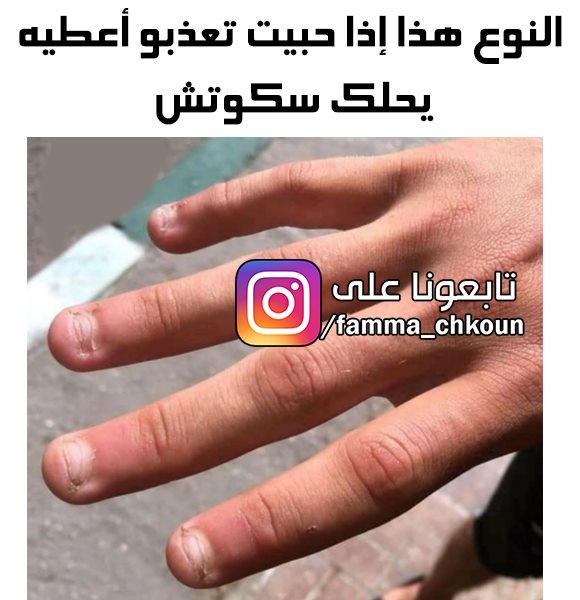 النوع هذا إذا حبيت تعذبو أعطيه
يحلك سكوتش
تابعونا على
/famma_chkoun